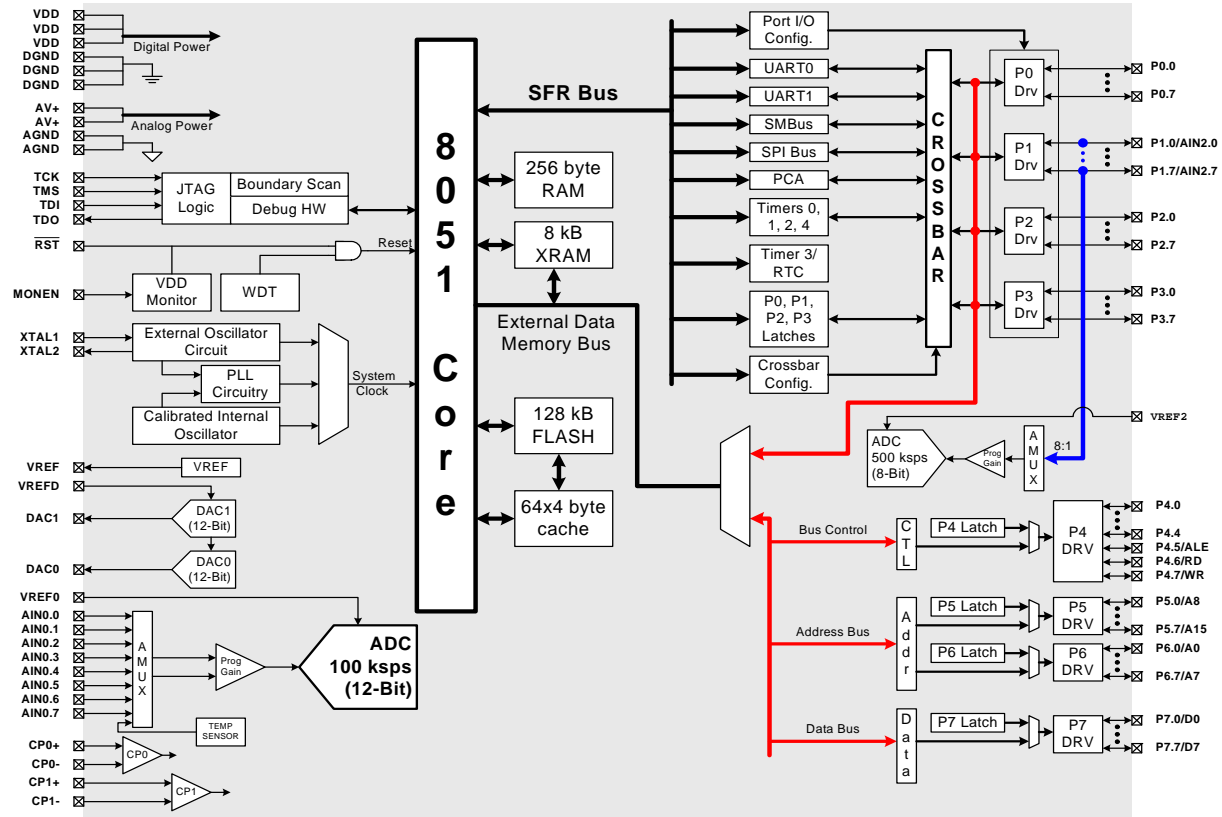 VDD
VDD
VDD
DGND
DGND
DGND
Digital Power
AV+
AV+
AGND
AGND
Analog Power
TCK
TMS
TDI
TDO
JTAG
Logic
Boundary Scan
Debug HW
RST
MONEN
VDD
Monitor
WDT
Reset
XTAL1
XTAL2
External Oscillator
Circuit
PLL
Circuitry
Calibrated Internal
Oscillator
System
Clock
VREF
VREF
VREFD
DAC1
DAC1
(12-Bit)
DAC0
DAC0
(12-Bit)
VREF0
AIN0.0
AIN0.1
AIN0.2
AIN0.3
AIN0.4
AIN0.5
AIN0.6
AIN0.7
AMUX
Prog
Gain
ADC
100 ksps
(12-Bit)
TEMP
SENSOR
CP0+
CP0-
CP0
CP1+
CP1-
CP1
8051 Core
SFR Bus
256 byte
RAM
8 kB
XRAM
External Data
Memory Bus
128 kB
FLASH
64x4 byte
cache
Port I/O
Config.
UART0
UART1
SMBus
SPI Bus
PCA
Timers 0,
1, 2, 4
Timer 3/
RTC
P0, P1,
P2, P3
Latches
Crossbar
Config.
CROSSBAR
P0
Drv
P1
Drv
P2
Drv
P3
Drv
P0.0
P0.7
P1.0/AIN2.0
P1.7/AIN2.7
P2.0
P2.7
P3.0
P3.7
VREF2
ADC
500 ksps
(8-Bit)
Prog
Gain
AMUX
8:1
Bus Control
CTL
P4 Latch
P4
DRV
P4.0
P4.4
P4.5/ALE
P4.6/RD
P4.7/WR
Address Bus
Addr
P5 Latch
P5
DRV
P5.0/A8
P5.7/A15
P6 Latch
P6
DRV
P6.0/A0
P6.7/A7
Data Bus
Data
P7 Latch
P7
DRV
P7.0/D0
P7.7/D7